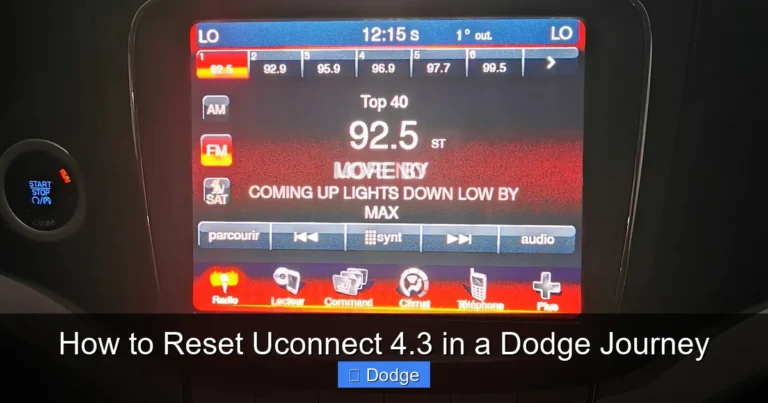 LO 12:15 s 1° out. LO
1 92.5 2 92.9 3 95.9 4 96.9 5 97.7 6 99.5
Top 40
AM
92.5 ST
FM
COMING UP LIGHTS DOWN LOW BY
MAX
SAT
START
STOP
RUN
parcourir synt audio
Radio Lecteur Command Climat Téléphone Plus
How to Reset Uconnect 4.3 in a Dodge Journey
Dodge